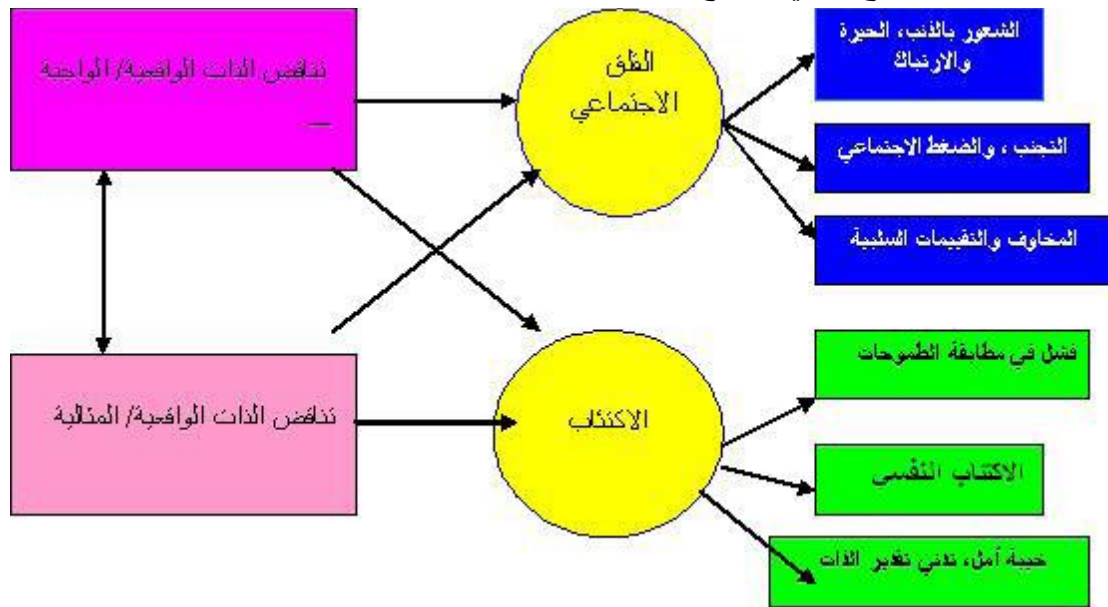 تناقض الذات الواقعية/ الواجبة
القلق
الاجتماعي
الشعور بالذنب، الحيرة
والارتباك
التجنب ، والضغط الاجتماعي
المخاوف والتقييمات السلبية
تناقض الذات الواقعية/ المثالية
الاكتئاب
فشل في مطابقة الطموحات
الاكتئاب النفسي
خيبة أمل، تدني تقدير الذات